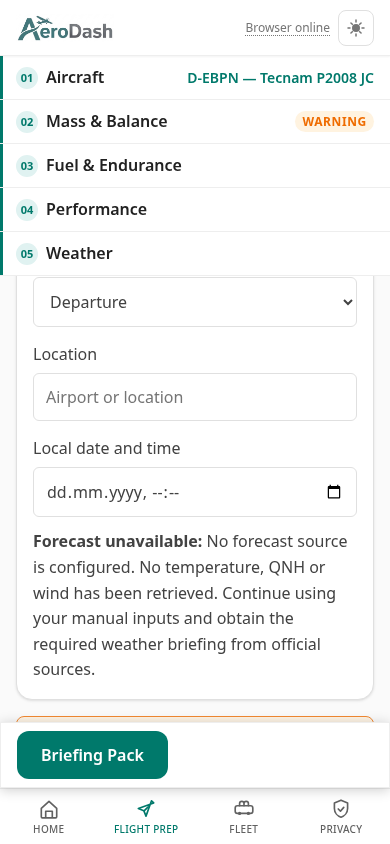 AeroDash
Browser online
01 Aircraft D-EBPN — Tecnam P2008 JC
02 Mass & Balance WARNING
03 Fuel & Endurance
04 Performance
05 Weather
Departure
Location
Airport or location
Local date and time
dd.mm.yyyy, --:--
Forecast unavailable: No forecast source
is configured. No temperature, QNH or
wind has been retrieved. Continue using
your manual inputs and obtain the
required weather briefing from official
sources.
Briefing Pack
HOME
FLIGHT PREP
FLEET
PRIVACY